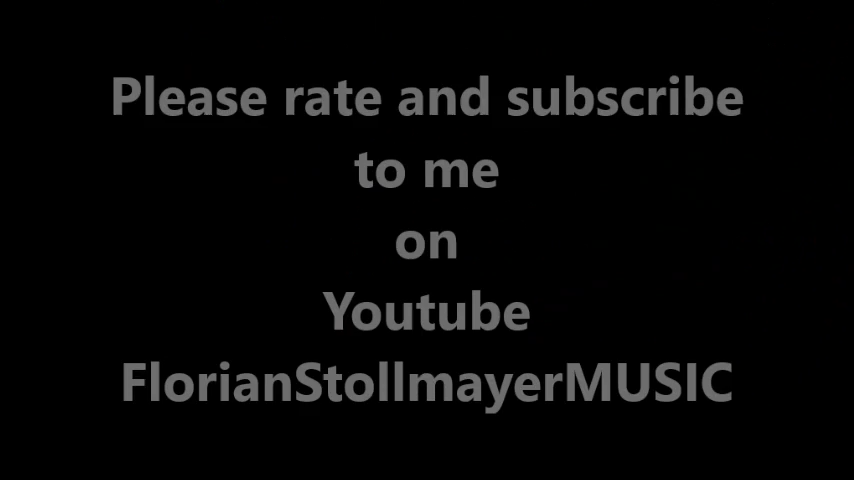 Please rate and subscribe
to me
on
Youtube
FlorianStollmayerMUSIC